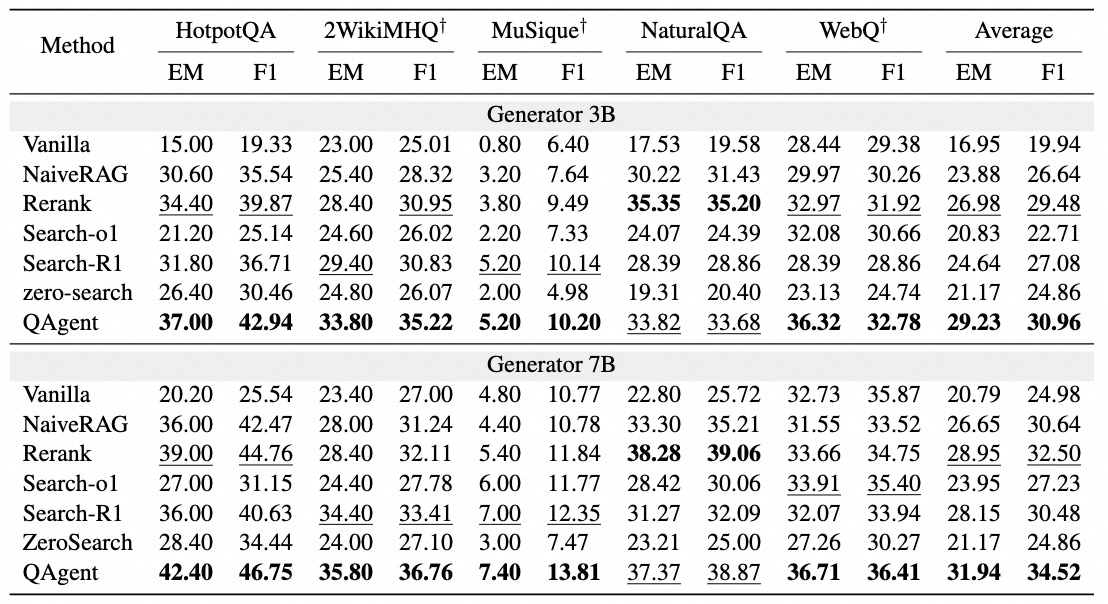 Method HotpotQA 2WikiMHQ† MuSique† NaturalQA WebQ† Average
EM F1 EM F1 EM F1 EM F1 EM F1 EM F1
Generator 3B
Vanilla 15.00 19.33 23.00 25.01 0.80 6.40 17.53 19.58 28.44 29.38 16.95 19.94
NaiveRAG 30.60 35.54 25.40 28.32 3.20 7.64 30.22 31.43 29.97 30.26 23.88 26.64
Rerank 34.40 39.87 28.40 30.95 3.80 9.49 35.35 35.20 32.97 31.92 26.98 29.48
Search-o1 21.20 25.14 24.60 26.02 2.20 7.33 24.07 24.39 32.08 30.66 20.83 22.71
Search-R1 31.80 36.71 29.40 30.83 5.20 10.14 28.39 28.86 28.39 28.86 24.64 27.08
zero-search 26.40 30.46 24.80 26.07 2.00 4.98 19.31 20.40 23.13 24.74 21.17 24.86
QAgent 37.00 42.94 33.80 35.22 5.20 10.20 33.82 33.68 36.32 32.78 29.23 30.96
Generator 7B
Vanilla 20.20 25.54 23.40 27.00 4.80 10.77 22.80 25.72 32.73 35.87 20.79 24.98
NaiveRAG 36.00 42.47 28.00 31.24 4.40 10.78 33.30 35.21 31.55 33.52 26.65 30.64
Rerank 39.00 44.76 28.40 32.11 5.40 11.84 38.28 39.06 33.66 34.75 28.95 32.50
Search-o1 27.00 31.15 24.40 27.78 6.00 11.77 28.42 30.06 33.91 35.40 23.95 27.23
Search-R1 36.00 40.63 34.40 33.41 7.00 12.35 31.27 32.09 32.07 33.94 28.15 30.48
ZeroSearch 28.40 34.44 24.00 27.10 3.00 7.47 23.21 25.00 27.26 30.27 21.17 24.86
QAgent 42.40 46.75 35.80 36.76 7.40 13.81 37.37 38.87 36.71 36.41 31.94 34.52